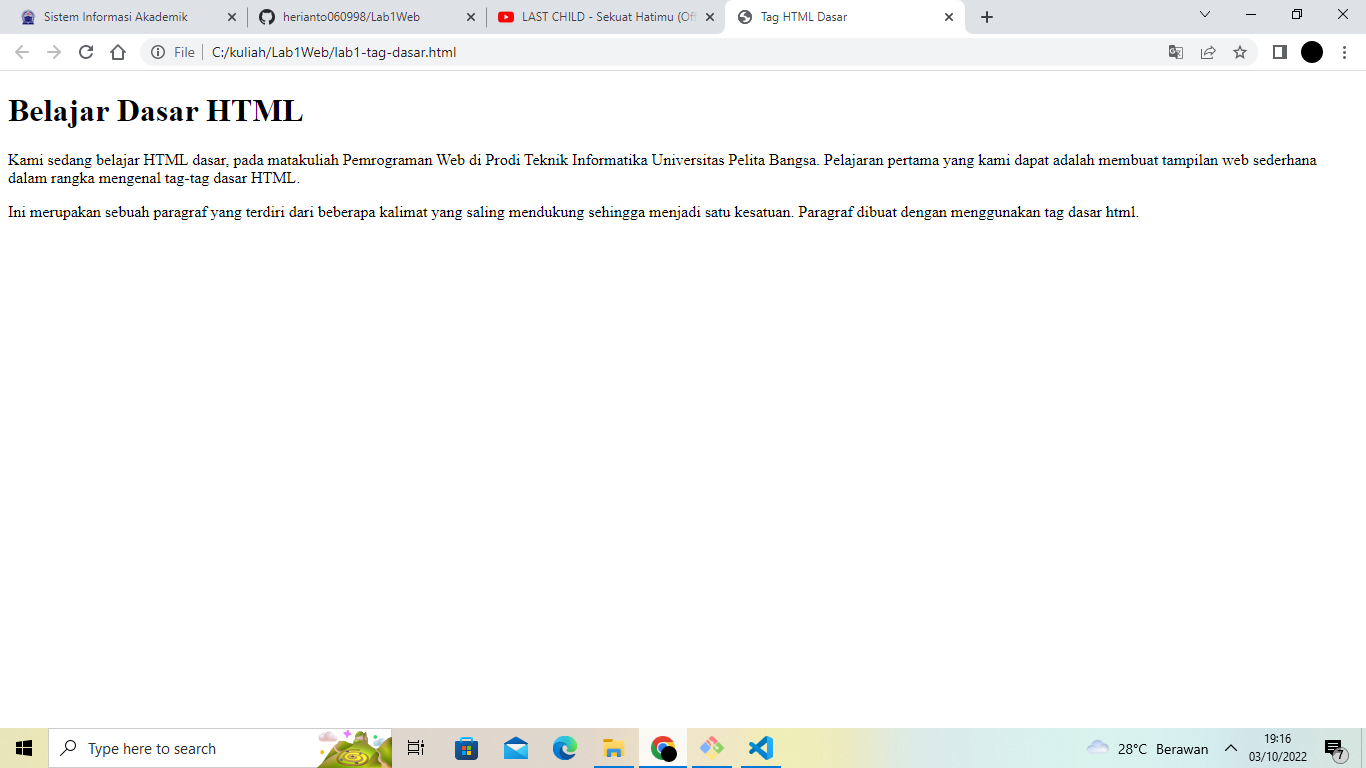 Sistem Informasi Akademik
herianto060998/Lab1Web
LAST CHILD - Sekuat Hatimu (Off
Tag HTML Dasar
File
C:/kuliah/Lab1Web/lab1-tag-dasar.html
Belajar Dasar HTML
Kami sedang belajar HTML dasar, pada matakuliah Pemrograman Web di Prodi Teknik Informatika Universitas Pelita Bangsa. Pelajaran pertama yang kami dapat adalah membuat tampilan web sederhana
dalam rangka mengenal tag-tag dasar HTML.
Ini merupakan sebuah paragraf yang terdiri dari beberapa kalimat yang saling mendukung sehingga menjadi satu kesatuan. Paragraf dibuat dengan menggunakan tag dasar html.
Type here to search
28°C Berawan
19:16
03/10/2022
7